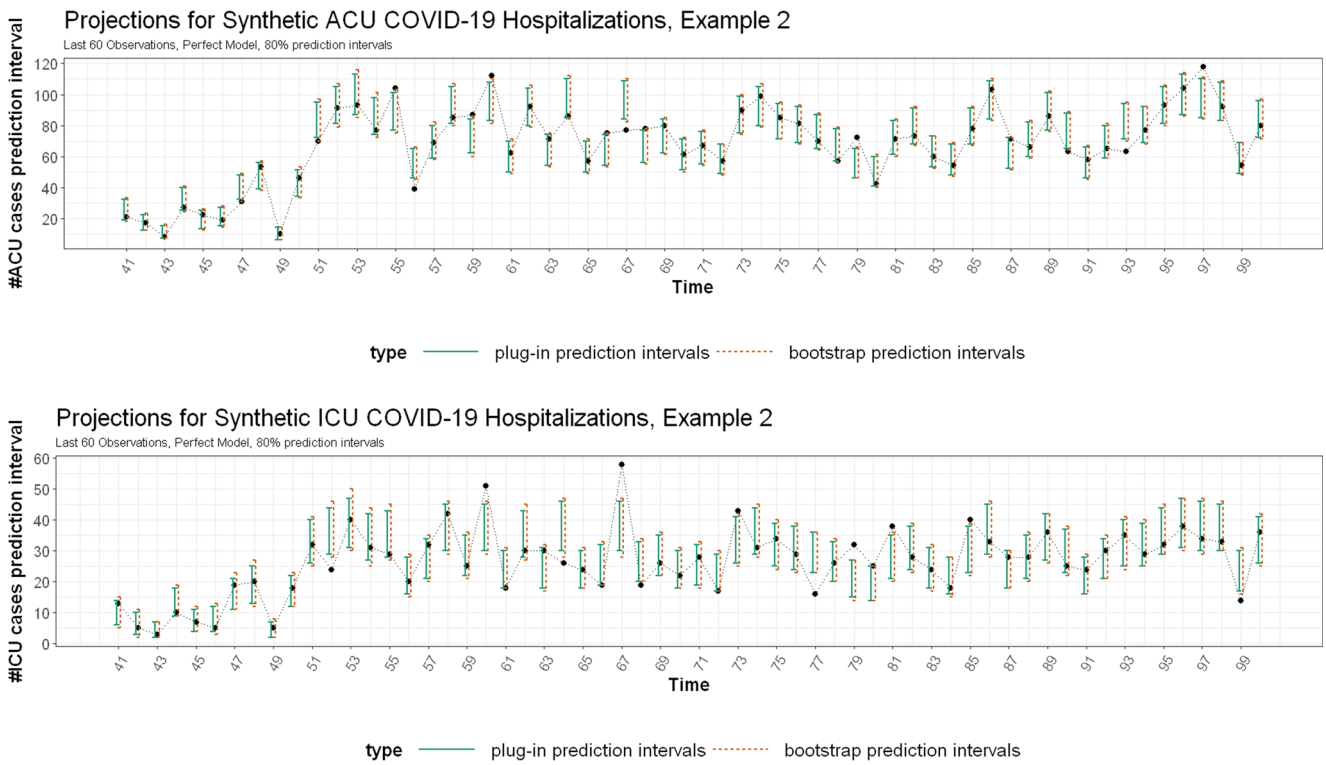 Projections for Synthetic ACU COVID-19 Hospitalizations, Example 2
Last 60 Observations, Perfect Model, 80% prediction intervals
#ACU cases prediction interval
120
100
80
60
40
20
41 43 45 47 49 51 53 55 57 59 61 63 65 67 69 71 73 75 77 79 81 83 85 87 89 91 93 95 97 99
Time
type plug-in prediction intervals bootstrap prediction intervals
Projections for Synthetic ICU COVID-19 Hospitalizations, Example 2
Last 60 Observations, Perfect Model, 80% prediction intervals
#ICU cases prediction interval
60
50
40
30
20
10
0
41 43 45 47 49 51 53 55 57 59 61 63 65 67 69 71 73 75 77 79 81 83 85 87 89 91 93 95 97 99
Time
type plug-in prediction intervals bootstrap prediction intervals